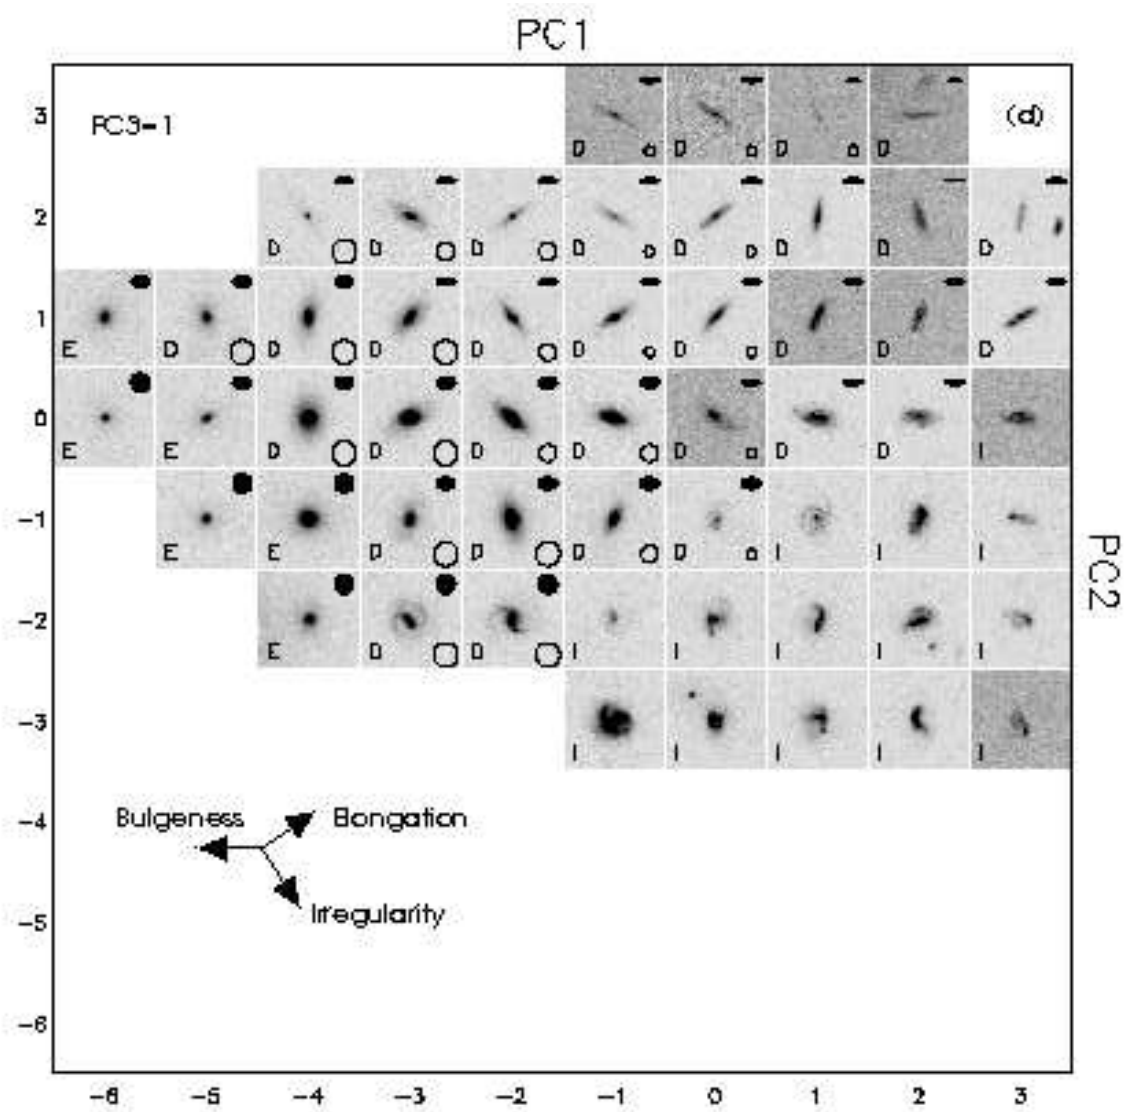 PC1
3 PC3-1 (d)
D D D D
2
D D D D D D D D
1
E D D D D D D D D D
0
E E D D D D D D D I
-1
E E D D D D I I I
PC2
-2
E D D I I I I I
-3
I I I I I
-4 Bulgeness Elongation
Irregularity
-5
-6
-6 -5 -4 -3 -2 -1 0 1 2 3